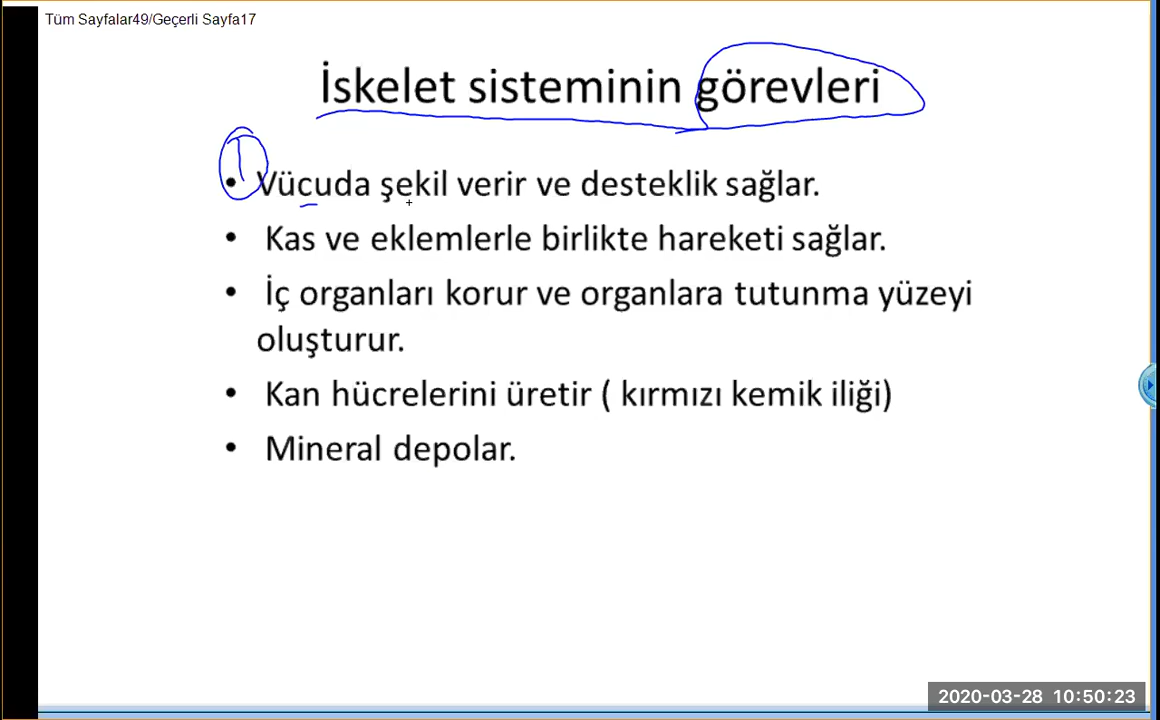 Tüm Sayfalar49/Geçerli Sayfa17
İskelet sisteminin görevleri
1
• Vücuda şekil verir ve desteklik sağlar.
• Kas ve eklemlerle birlikte hareketi sağlar.
• İç organları korur ve organlara tutunma yüzeyi
oluşturur.
• Kan hücrelerini üretir ( kırmızı kemik iliği)
• Mineral depolar.
2020-03-28 10:50:23